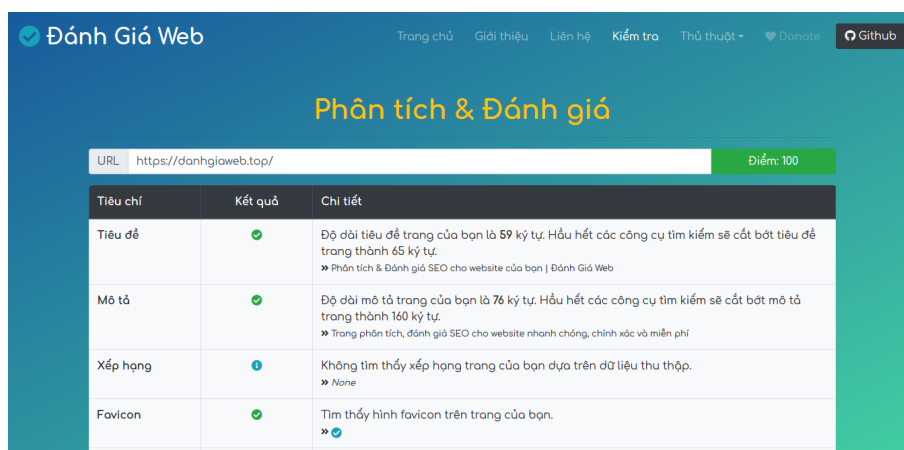 Đánh Giá Web
Trang chủ Giới thiệu Liên hệ Kiểm tra Thủ thuật Donate Github
Phân tích & Đánh giá
URL https://danhgiaweb.top/ Điểm: 100
Tiêu chí Kết quả Chi tiết
Tiêu đề Độ dài tiêu đề trang của bạn là 59 ký tự. Hầu hết các công cụ tìm kiếm sẽ cắt bớt tiêu đề
trang thành 65 ký tự.
» Phân tích & Đánh giá SEO cho website của bạn | Đánh Giá Web
Mô tả Độ dài mô tả trang của bạn là 76 ký tự. Hầu hết các công cụ tìm kiếm sẽ cắt bớt mô tả
trang thành 160 ký tự.
» Trang phân tích, đánh giá SEO cho website nhanh chóng, chính xác và miễn phí
Xếp hạng Không tìm thấy xếp hạng trang của bạn dựa trên dữ liệu thu thập.
» None
Favicon Tìm thấy hình favicon trên trang của bạn.
»